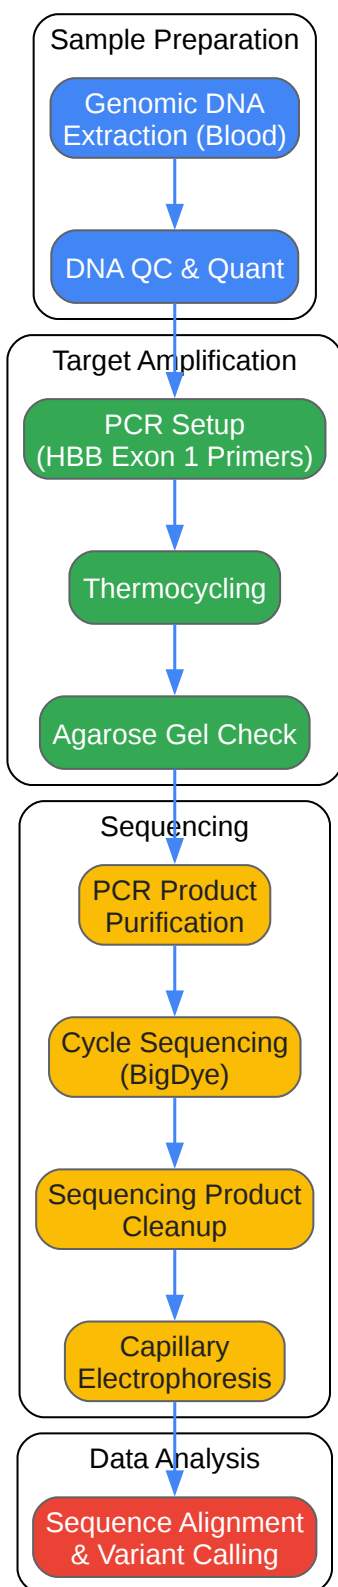 Sample Preparation
Genomic DNA
Extraction (Blood)
DNA QC & Quant
Target Amplification
PCR Setup
(HBB Exon 1 Primers)
Thermocycling
Agarose Gel Check
Sequencing
PCR Product
Purification
Cycle Sequencing
(BigDye)
Sequencing Product
Cleanup
Capillary
Electrophoresis
Data Analysis
Sequence Alignment
& Variant Calling